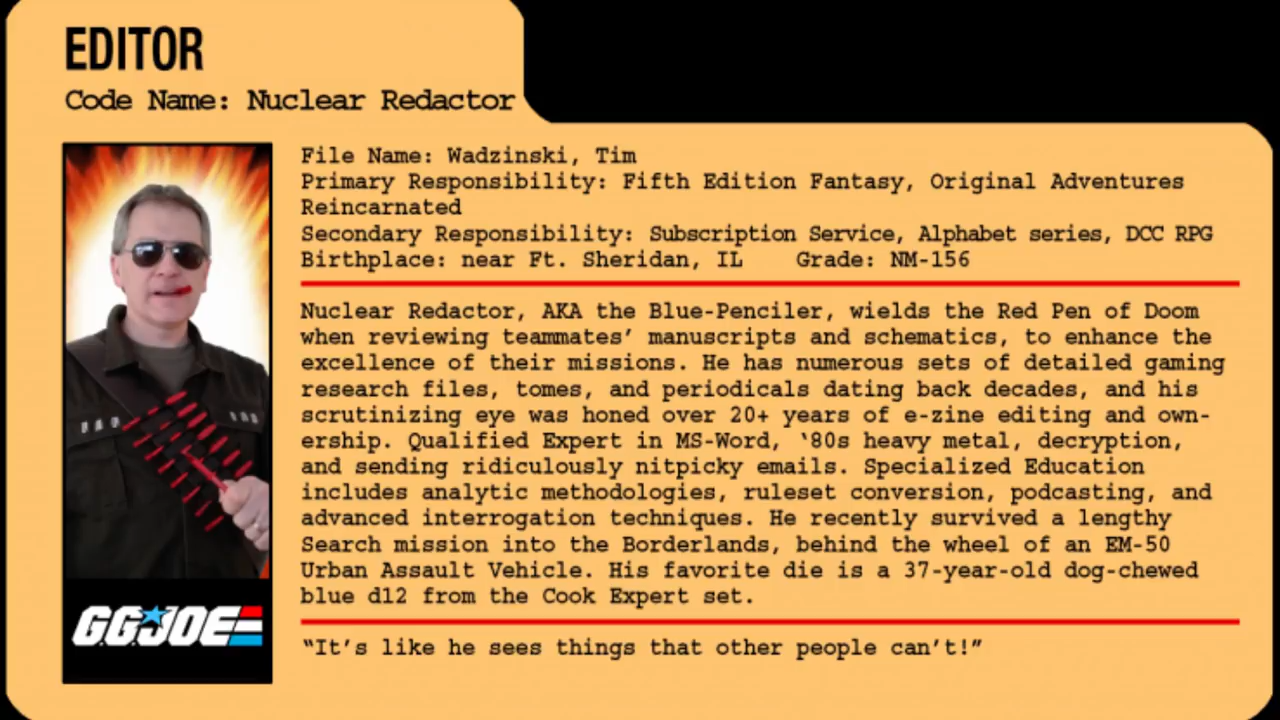 EDITOR
Code Name: Nuclear Redactor
File Name: Wadzinski, Tim
Primary Responsibility: Fifth Edition Fantasy, Original Adventures
Reincarnated
Secondary Responsibility: Subscription Service, Alphabet series, DCC RPG
Birthplace: near Ft. Sheridan, IL    Grade: NM-156
Nuclear Redactor, AKA the Blue-Penciler, wields the Red Pen of Doom
when reviewing teammates’ manuscripts and schematics, to enhance the
excellence of their missions. He has numerous sets of detailed gaming
research files, tomes, and periodicals dating back decades, and his
scrutinizing eye was honed over 20+ years of e-zine editing and own-
ership. Qualified Expert in MS-Word, ‘80s heavy metal, decryption,
and sending ridiculously nitpicky emails. Specialized Education
includes analytic methodologies, ruleset conversion, podcasting, and
advanced interrogation techniques. He recently survived a lengthy
Search mission into the Borderlands, behind the wheel of an EM-50
Urban Assault Vehicle. His favorite die is a 37-year-old dog-chewed
blue d12 from the Cook Expert set.
G.G. JOE
“It’s like he sees things that other people can’t!”